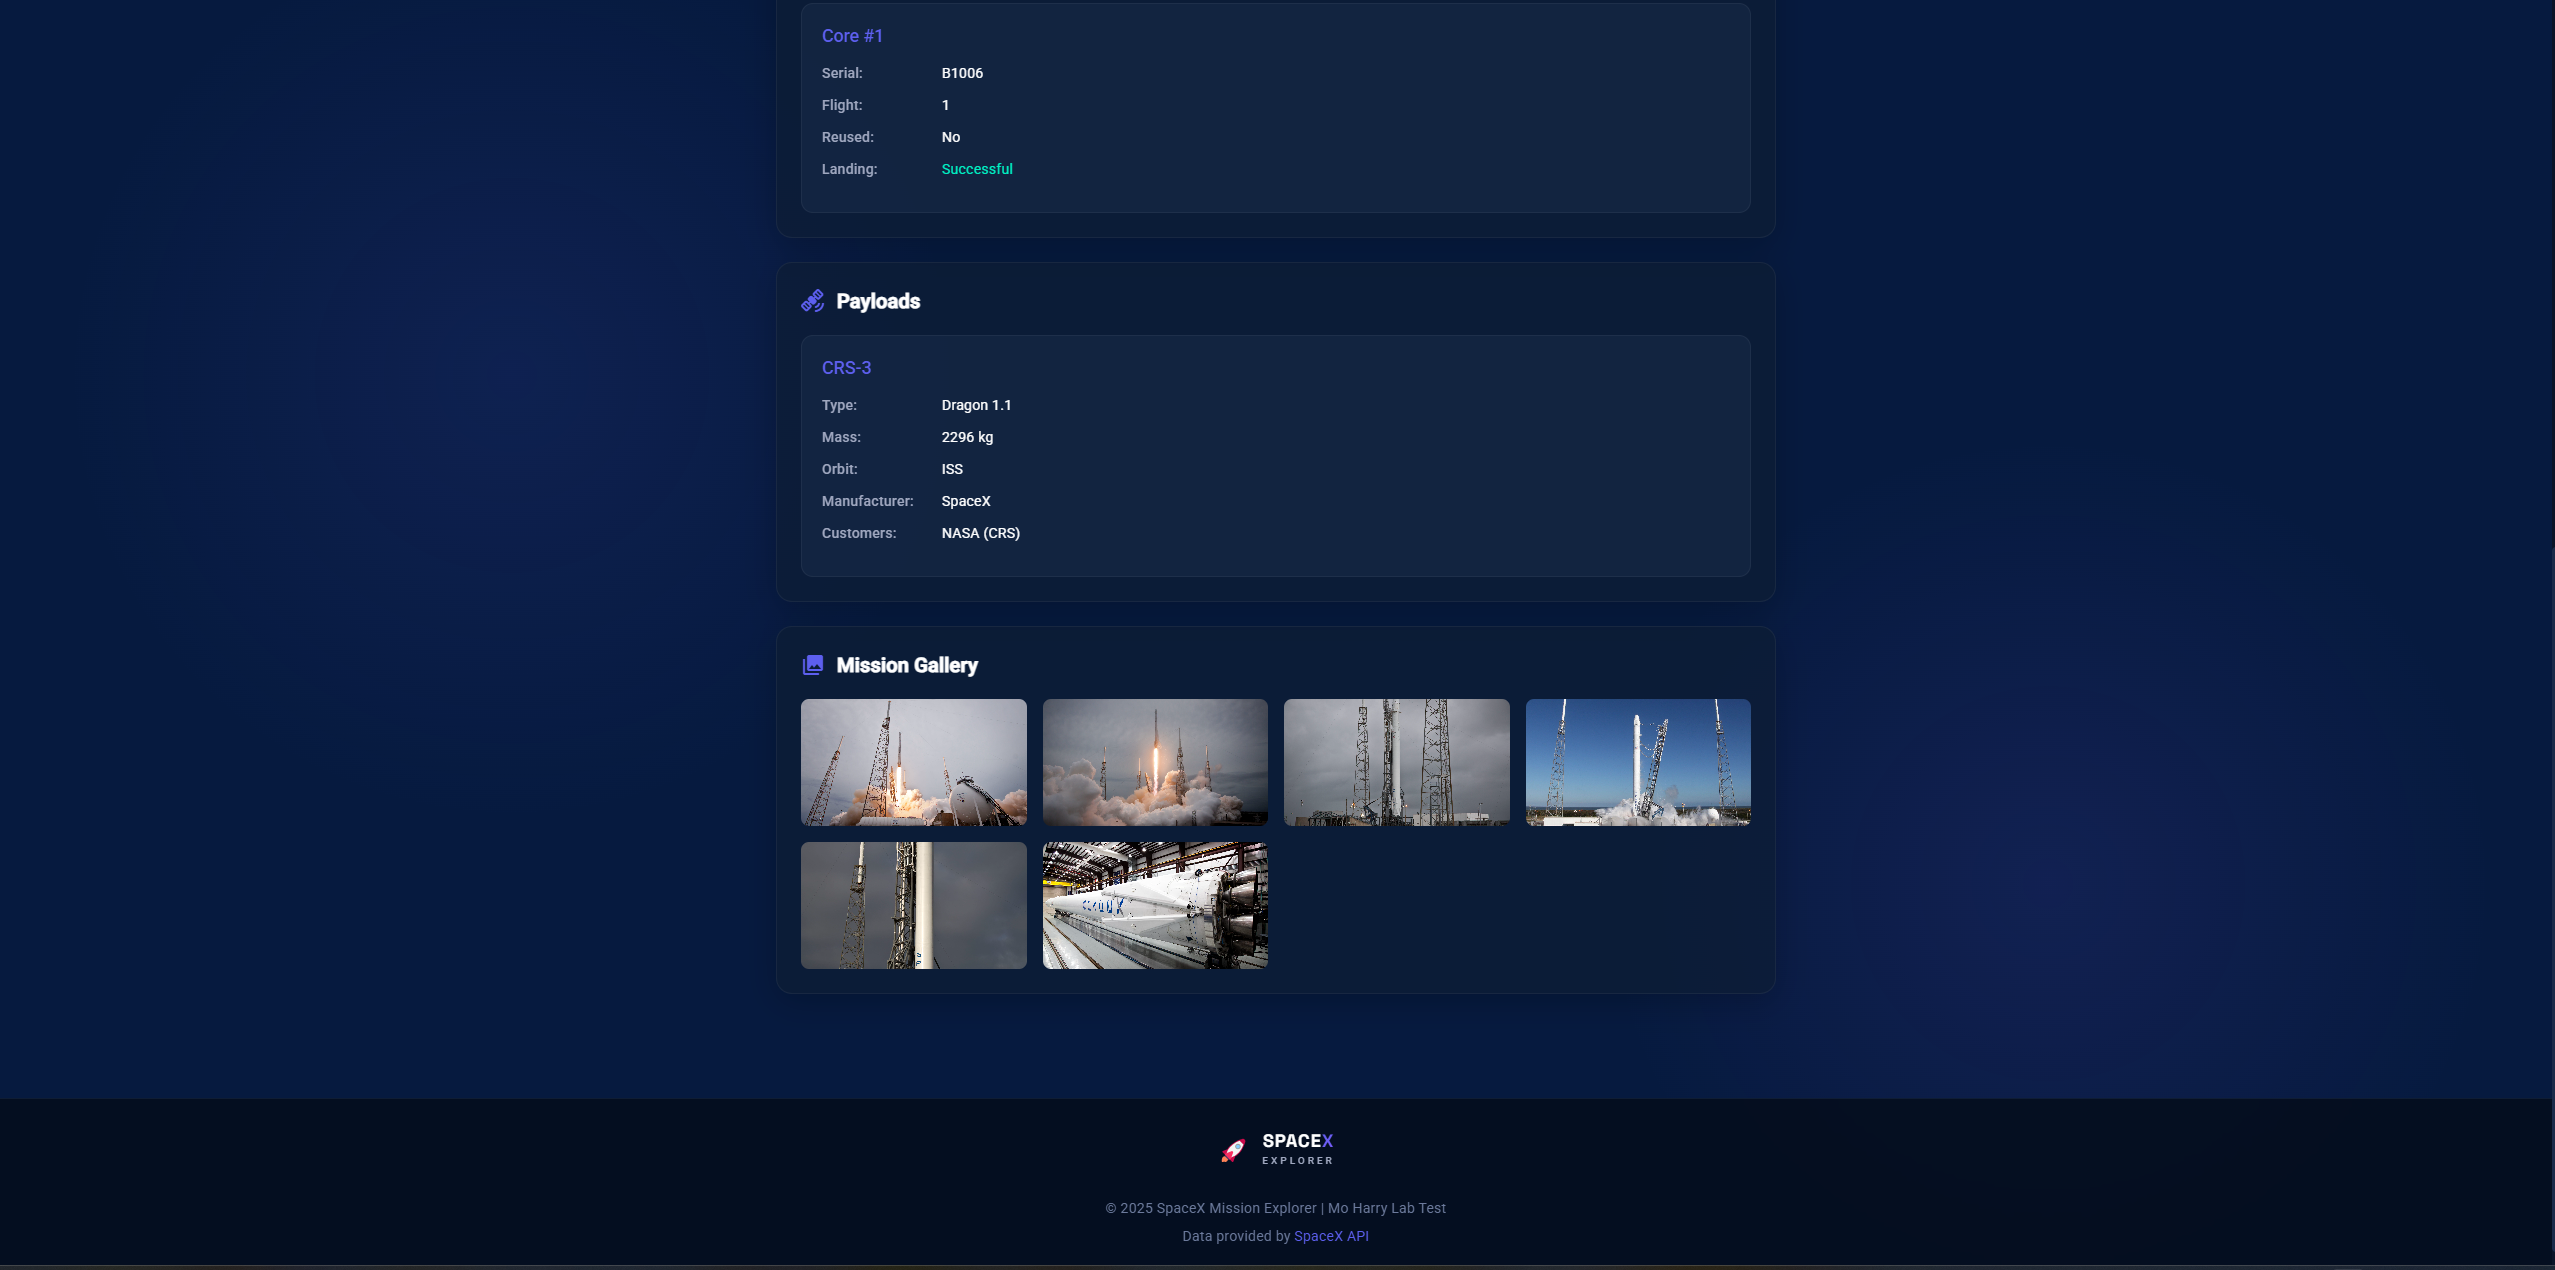 Core #1
Serial: B1006
Flight: 1
Reused: No
Landing: Successful
Payloads
CRS-3
Type: Dragon 1.1
Mass: 2296 kg
Orbit: ISS
Manufacturer: SpaceX
Customers: NASA (CRS)
Mission Gallery
SPACEX
EXPLORER
© 2025 SpaceX Mission Explorer | Mo Harry Lab Test
Data provided by SpaceX API